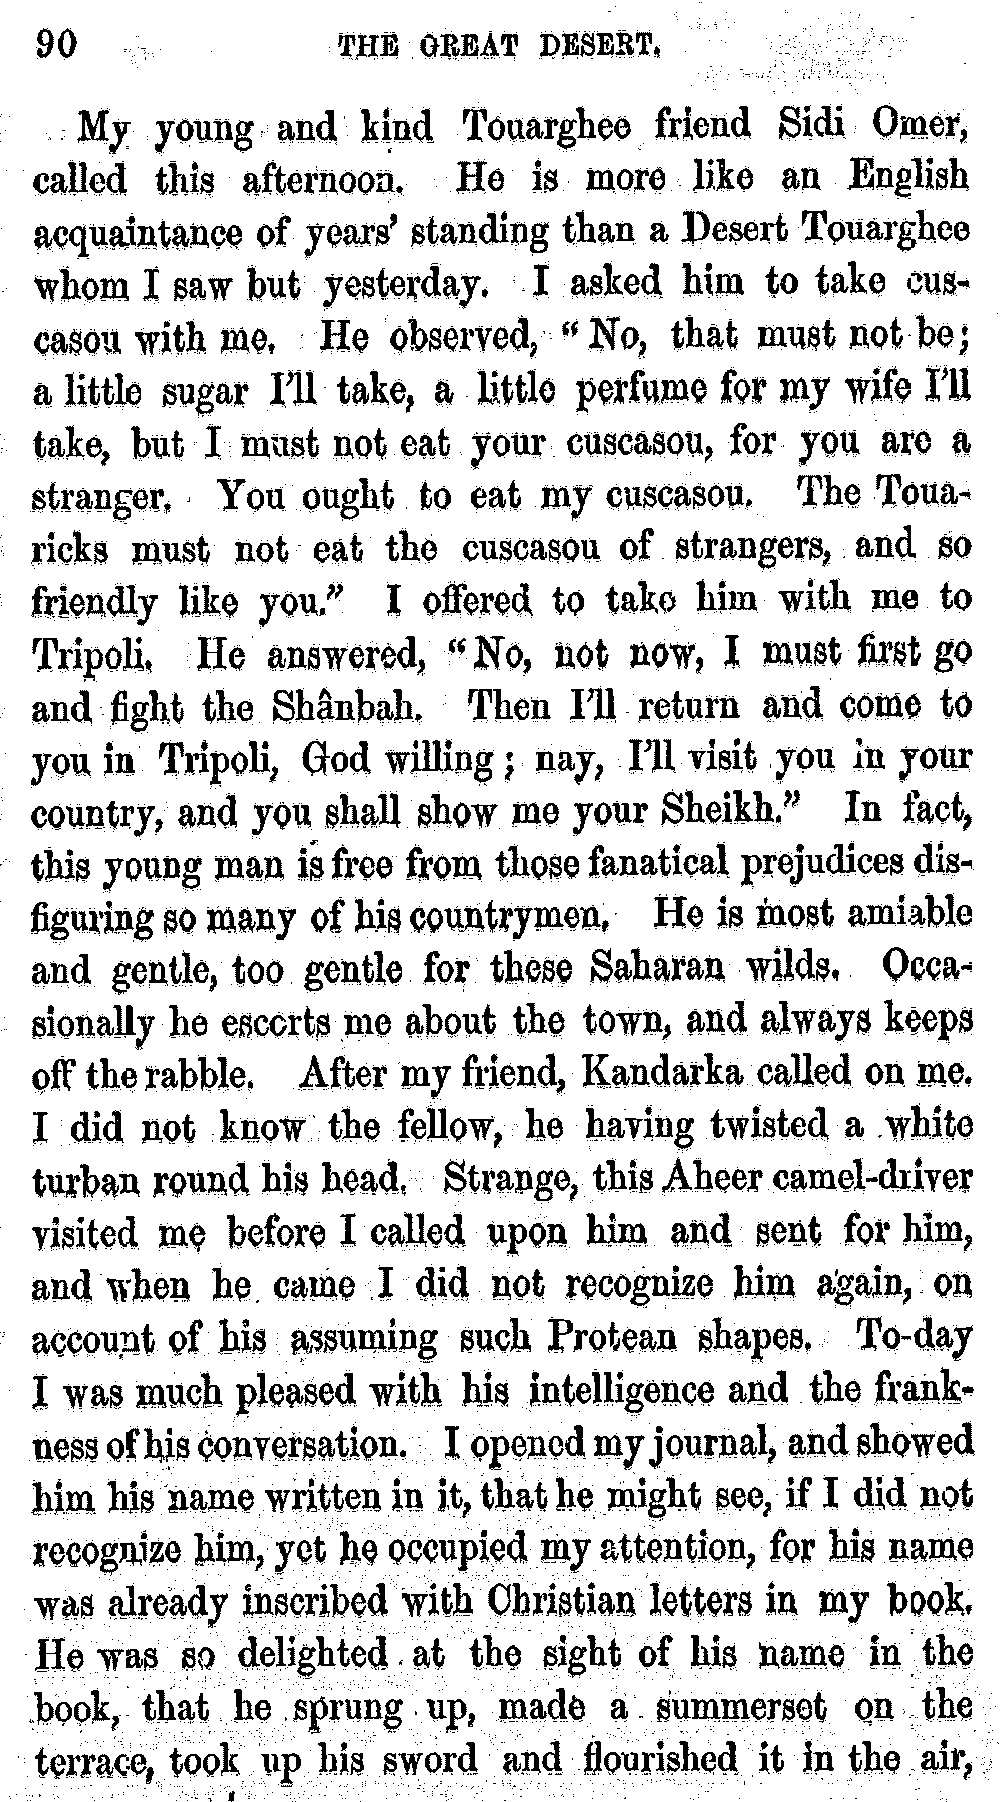 90 THE GREAT DESERT.
My young and kind Touarghee friend Sidi Omer,
called this afternoon. He is more like an English
acquaintance of years' standing than a Desert Touarghee
whom I saw but yesterday. I asked him to take cus-
casou with me. He observed, "No, that must not be;
a little sugar I'll take, a little perfume for my wife I'll
take, but I must not eat your cuscasou, for you are a
stranger. You ought to eat my cuscasou. The Toua-
ricks must not eat the cuscasou of strangers, and so
friendly like you." I offered to take him with me to
Tripoli. He answered, "No, not now, I must first go
and fight the Shânbah. Then I'll return and come to
you in Tripoli, God willing; nay, I'll visit you in your
country, and you shall show me your Sheikh." In fact,
this young man is free from those fanatical prejudices dis-
figuring so many of his countrymen. He is most amiable
and gentle, too gentle for these Saharan wilds. Occa-
sionally he escorts me about the town, and always keeps
off the rabble. After my friend, Kandarka called on me.
I did not know the fellow, he having twisted a white
turban round his head. Strange, this Aheer camel-driver
visited me before I called upon him and sent for him,
and when he came I did not recognize him again, on
account of his assuming such Protean shapes. To-day
I was much pleased with his intelligence and the frank-
ness of his conversation. I opened my journal, and showed
him his name written in it, that he might see, if I did not
recognize him, yet he occupied my attention, for his name
was already inscribed with Christian letters in my book.
He was so delighted at the sight of his name in the
book, that he sprung up, made a summerset on the
terrace, took up his sword and flourished it in the air,